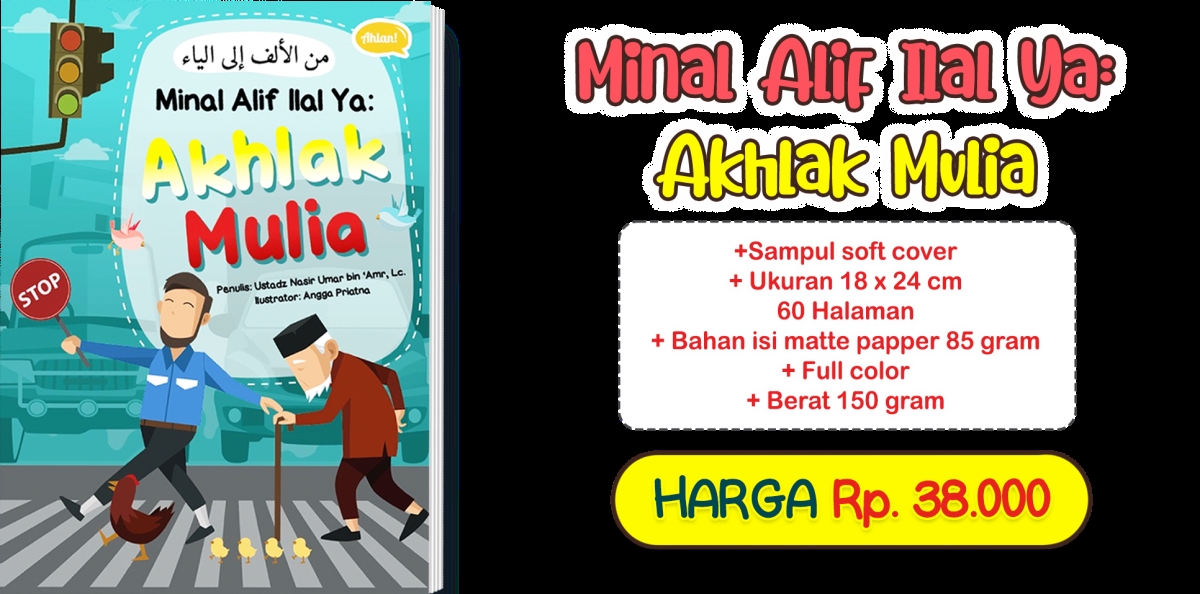 Ahlan!
من الألف إلى الياء
Minal Alif Ilal Ya:
Akhlak
Mulia
Penulis: Ustadz Nasir Umar bin 'Amr, Lc.
Ilustrator: Angga Priatna
STOP
Minal Alif Ilal Ya:
Akhlak Mulia
+Sampul soft cover
+ Ukuran 18 x 24 cm
60 Halaman
+ Bahan isi matte papper 85 gram
+ Full color
+ Berat 150 gram
HARGA Rp. 38.000